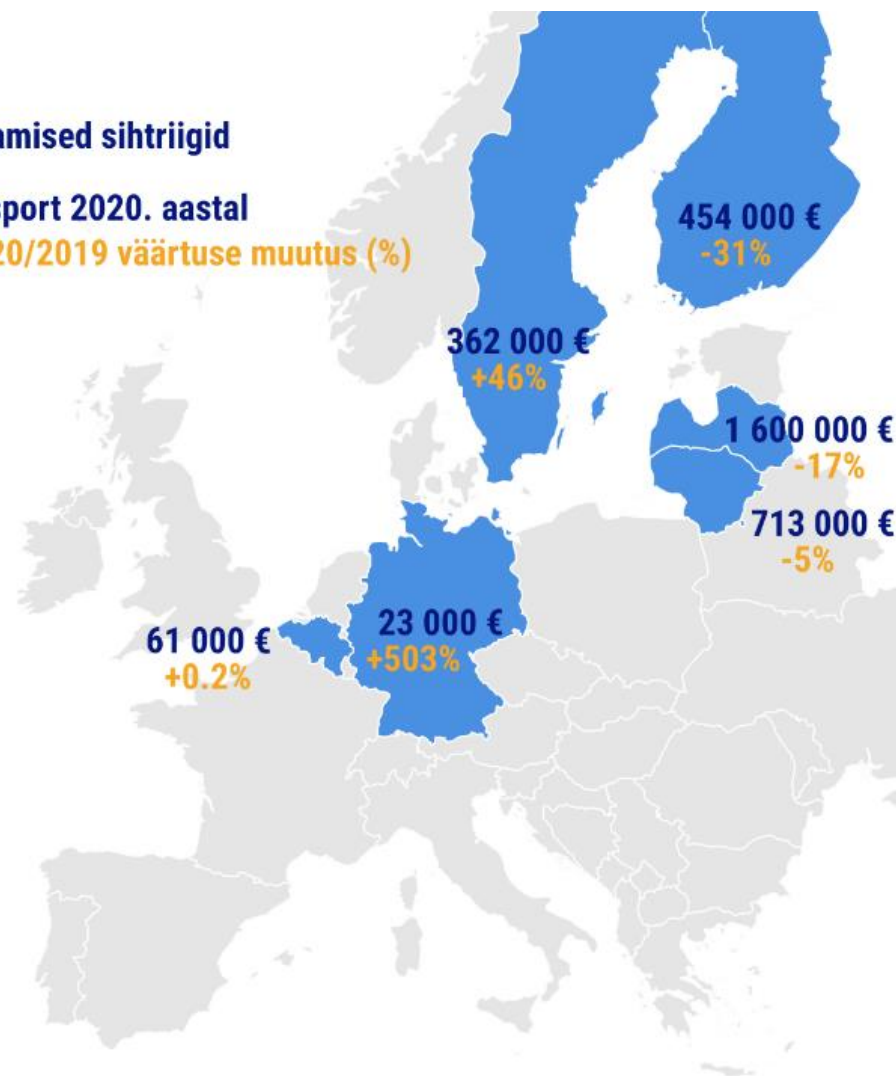 amised sihtriigid
sport 2020. aastal
20/2019 väärtuse muutus (%)
454 000 €
-31%
362 000 €
+46%
1 600 000 €
-17%
713 000 €
-5%
61 000 €
+0.2%
23 000 €
+503%